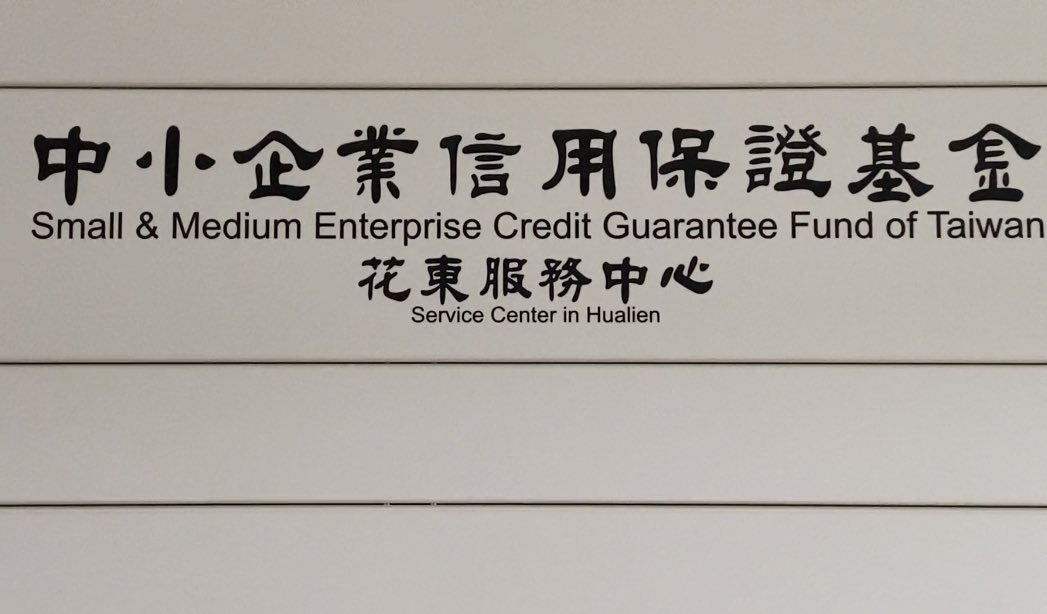 中小企業信用保證基金
Small & Medium Enterprise Credit Guarantee Fund of Taiwan
花東服務中心
Service Center in Hualien